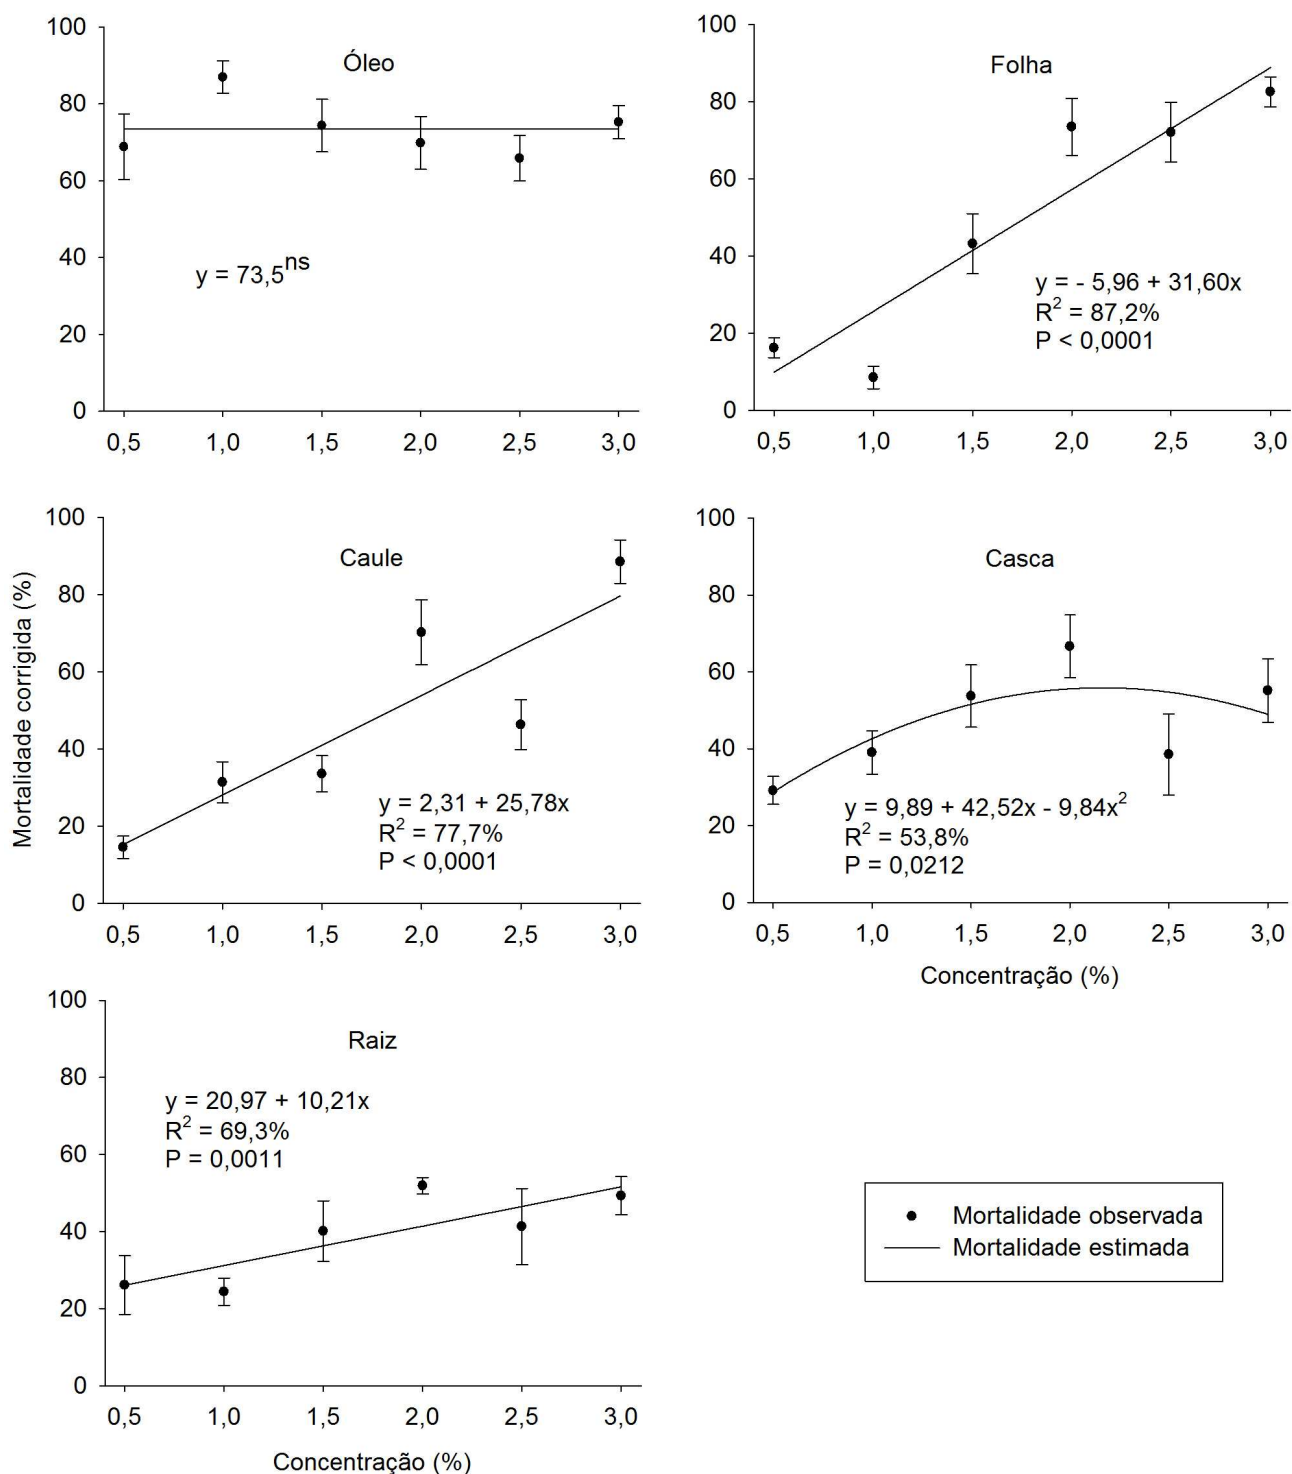 Óleo
100
80
60
40
20
0
y = 73,5^ns
0,5 1,0 1,5 2,0 2,5 3,0
Folha
100
80
60
40
20
0
y = - 5,96 + 31,60x
R² = 87,2%
P < 0,0001
0,5 1,0 1,5 2,0 2,5 3,0
Mortalidade corrigida (%)
Caule
100
80
60
40
20
0
y = 2,31 + 25,78x
R² = 77,7%
P < 0,0001
0,5 1,0 1,5 2,0 2,5 3,0
Casca
100
80
60
40
20
0
y = 9,89 + 42,52x - 9,84x²
R² = 53,8%
P = 0,0212
0,5 1,0 1,5 2,0 2,5 3,0
Concentração (%)
Raiz
100
80
60
40
20
0
y = 20,97 + 10,21x
R² = 69,3%
P = 0,0011
0,5 1,0 1,5 2,0 2,5 3,0
Concentração (%)
Mortalidade observada
Mortalidade estimada